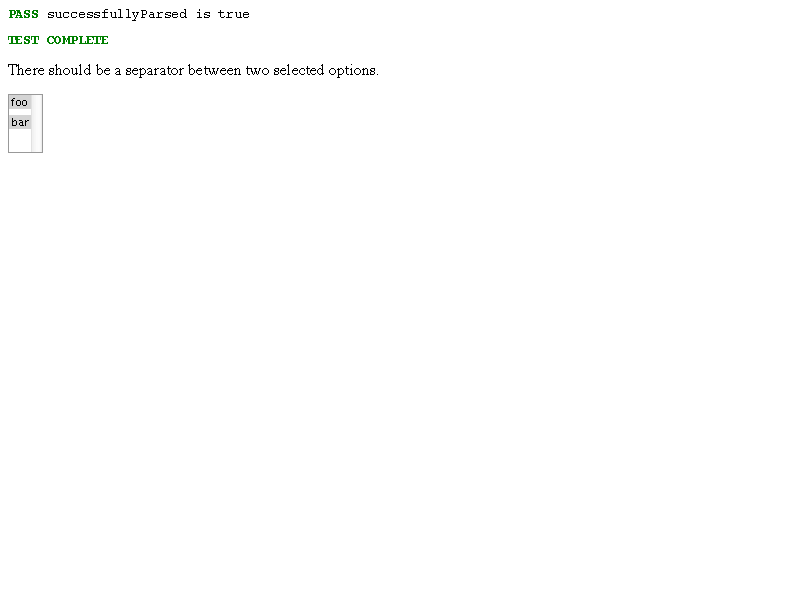 PASS successfullyParsed is true
TEST COMPLETE
There should be a separator between two selected options.
foo
bar